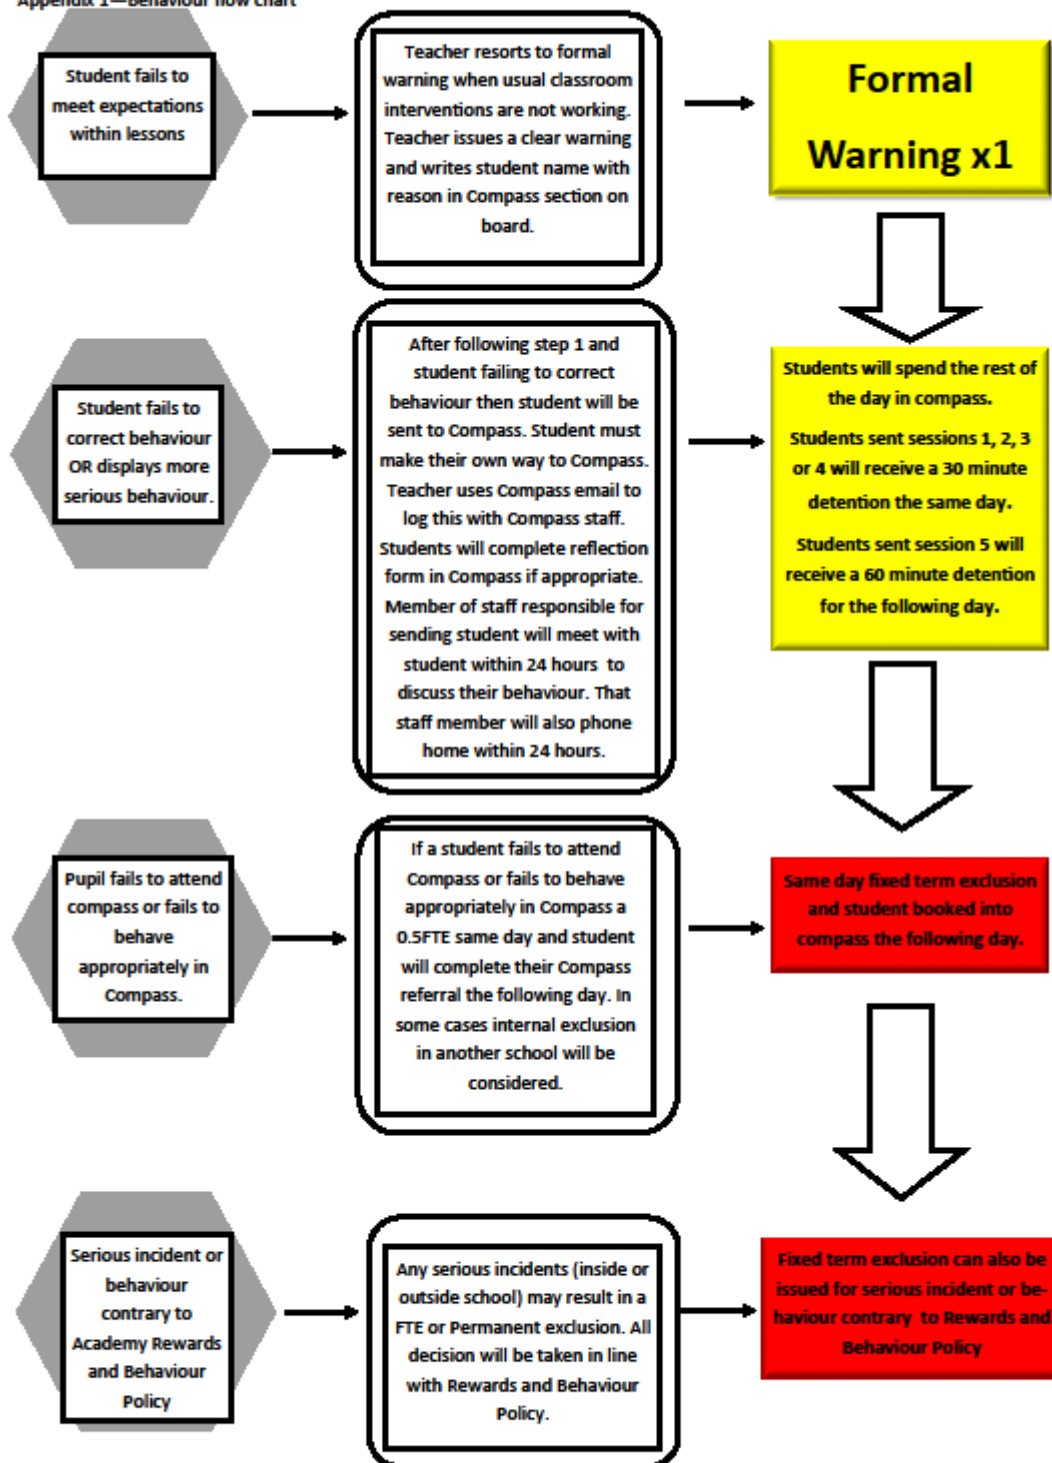 Appendix 1—Behaviour flow chart
Student fails to
meet expectations
within lessons
Teacher resorts to formal
warning when usual classroom
interventions are not working.
Teacher issues a clear warning
and writes student name with
reason in Compass section on
board.
Formal
Warning x1
Student fails to
correct behaviour
OR displays more
serious behaviour.
After following step 1 and
student failing to correct
behaviour then student will be
sent to Compass. Student must
make their own way to Compass.
Teacher uses Compass email to
log this with Compass staff.
Students will complete reflection
form in Compass if appropriate.
Member of staff responsible for
sending student will meet with
student within 24 hours to
discuss their behaviour. That
staff member will also phone
home within 24 hours.
Students will spend the rest of
the day in compass.
Students sent sessions 1, 2, 3
or 4 will receive a 30 minute
detention the same day.
Students sent session 5 will
receive a 60 minute detention
for the following day.
Pupil fails to attend
compass or fails to
behave
appropriately in
Compass.
If a student fails to attend
Compass or fails to behave
appropriately in Compass a
0.5FTE same day and student
will complete their Compass
referral the following day. In
some cases internal exclusion
in another school will be
considered.
Same day fixed term exclusion
and student booked into
compass the following day.
Serious incident or
behaviour
contrary to
Academy Rewards
and Behaviour
Policy
Any serious incidents (inside or
outside school) may result in a
FTE or Permanent exclusion. All
decision will be taken in line
with Rewards and Behaviour
Policy.
Fixed term exclusion can also be
issued for serious incident or be-
haviour contrary to Rewards and
Behaviour Policy